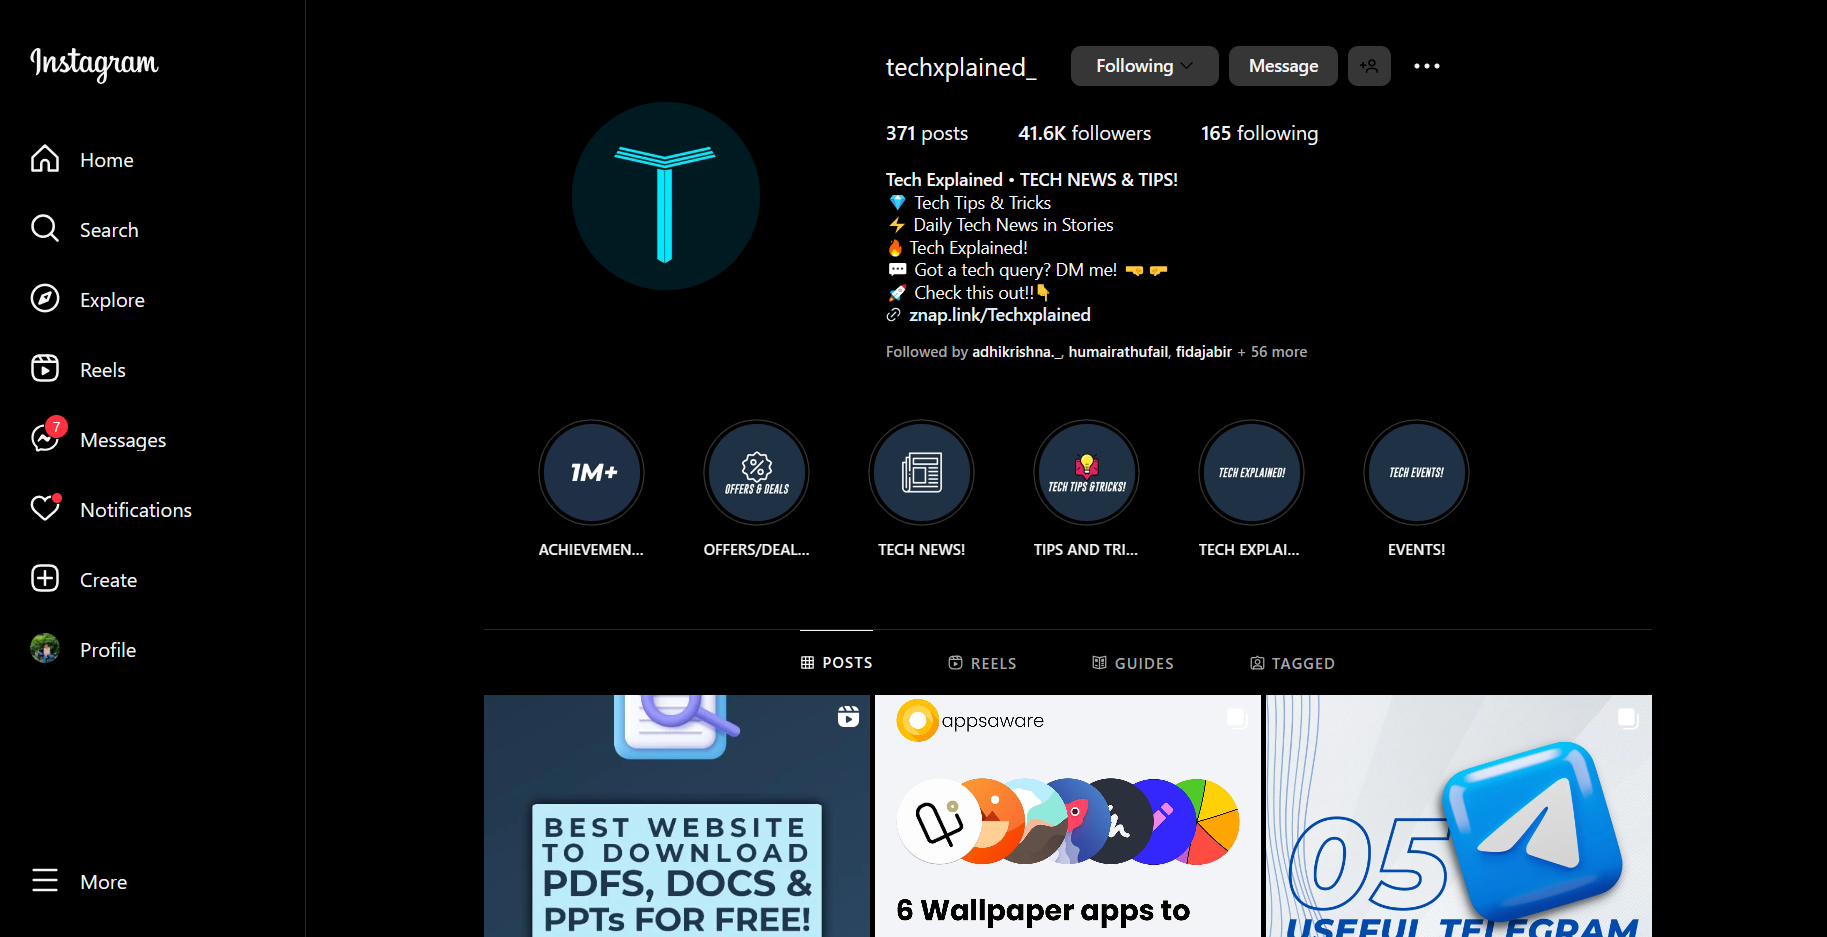 Instagram
Home
Search
Explore
Reels
7
Messages
Notifications
Create
Profile
More
techxplained_
Following
Message
371 posts
41.6K followers
165 following
Tech Explained • TECH NEWS & TIPS!
💎 Tech Tips & Tricks
⚡ Daily Tech News in Stories
🔥 Tech Explained!
💬 Got a tech query? DM me! 🤜🤛
🚀 Check this out!!👇
znap.link/Techxplained
Followed by adhikrishna._, humairathufail, fidajabir + 56 more
1M+
OFFERS & DEALS
TECH TIPS &TRICKS!
TECH EXPLAINED!
TECH EVENTS!
ACHIEVEMEN...
OFFERS/DEAL...
TECH NEWS!
TIPS AND TRI...
TECH EXPLAI...
EVENTS!
POSTS
REELS
GUIDES
TAGGED
BEST WEBSITE
TO DOWNLOAD
PDFS, DOCS &
PPTs FOR FREE!
appsaware
6 Wallpaper apps to
05
USEFUL TELEGRAM